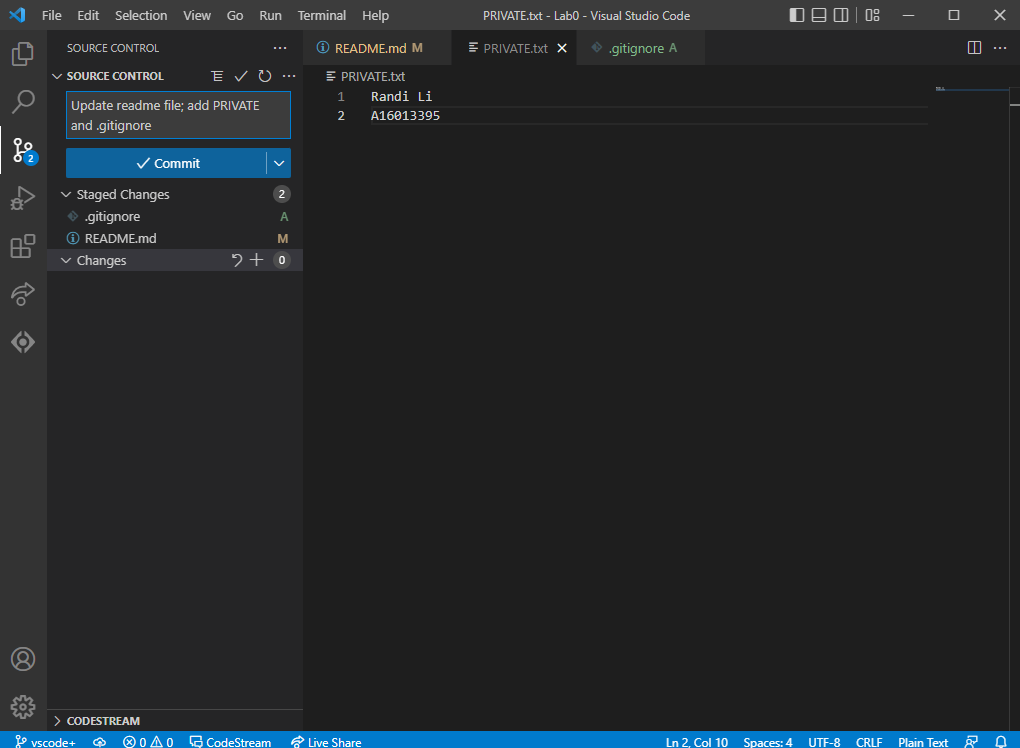 File Edit Selection View Go Run Terminal Help PRIVATE.txt - Lab0 - Visual Studio Code
SOURCE CONTROL
SOURCE CONTROL
Update readme file; add PRIVATE
and .gitignore
Commit
Staged Changes 2
.gitignore A
README.md M
Changes 0
2
CODESTREAM
README.md M PRIVATE.txt .gitignore A
PRIVATE.txt
1 Randi Li
2 A16013395
vscode+ 0 0 CodeStream Live Share Ln 2, Col 10 Spaces: 4 UTF-8 CRLF Plain Text